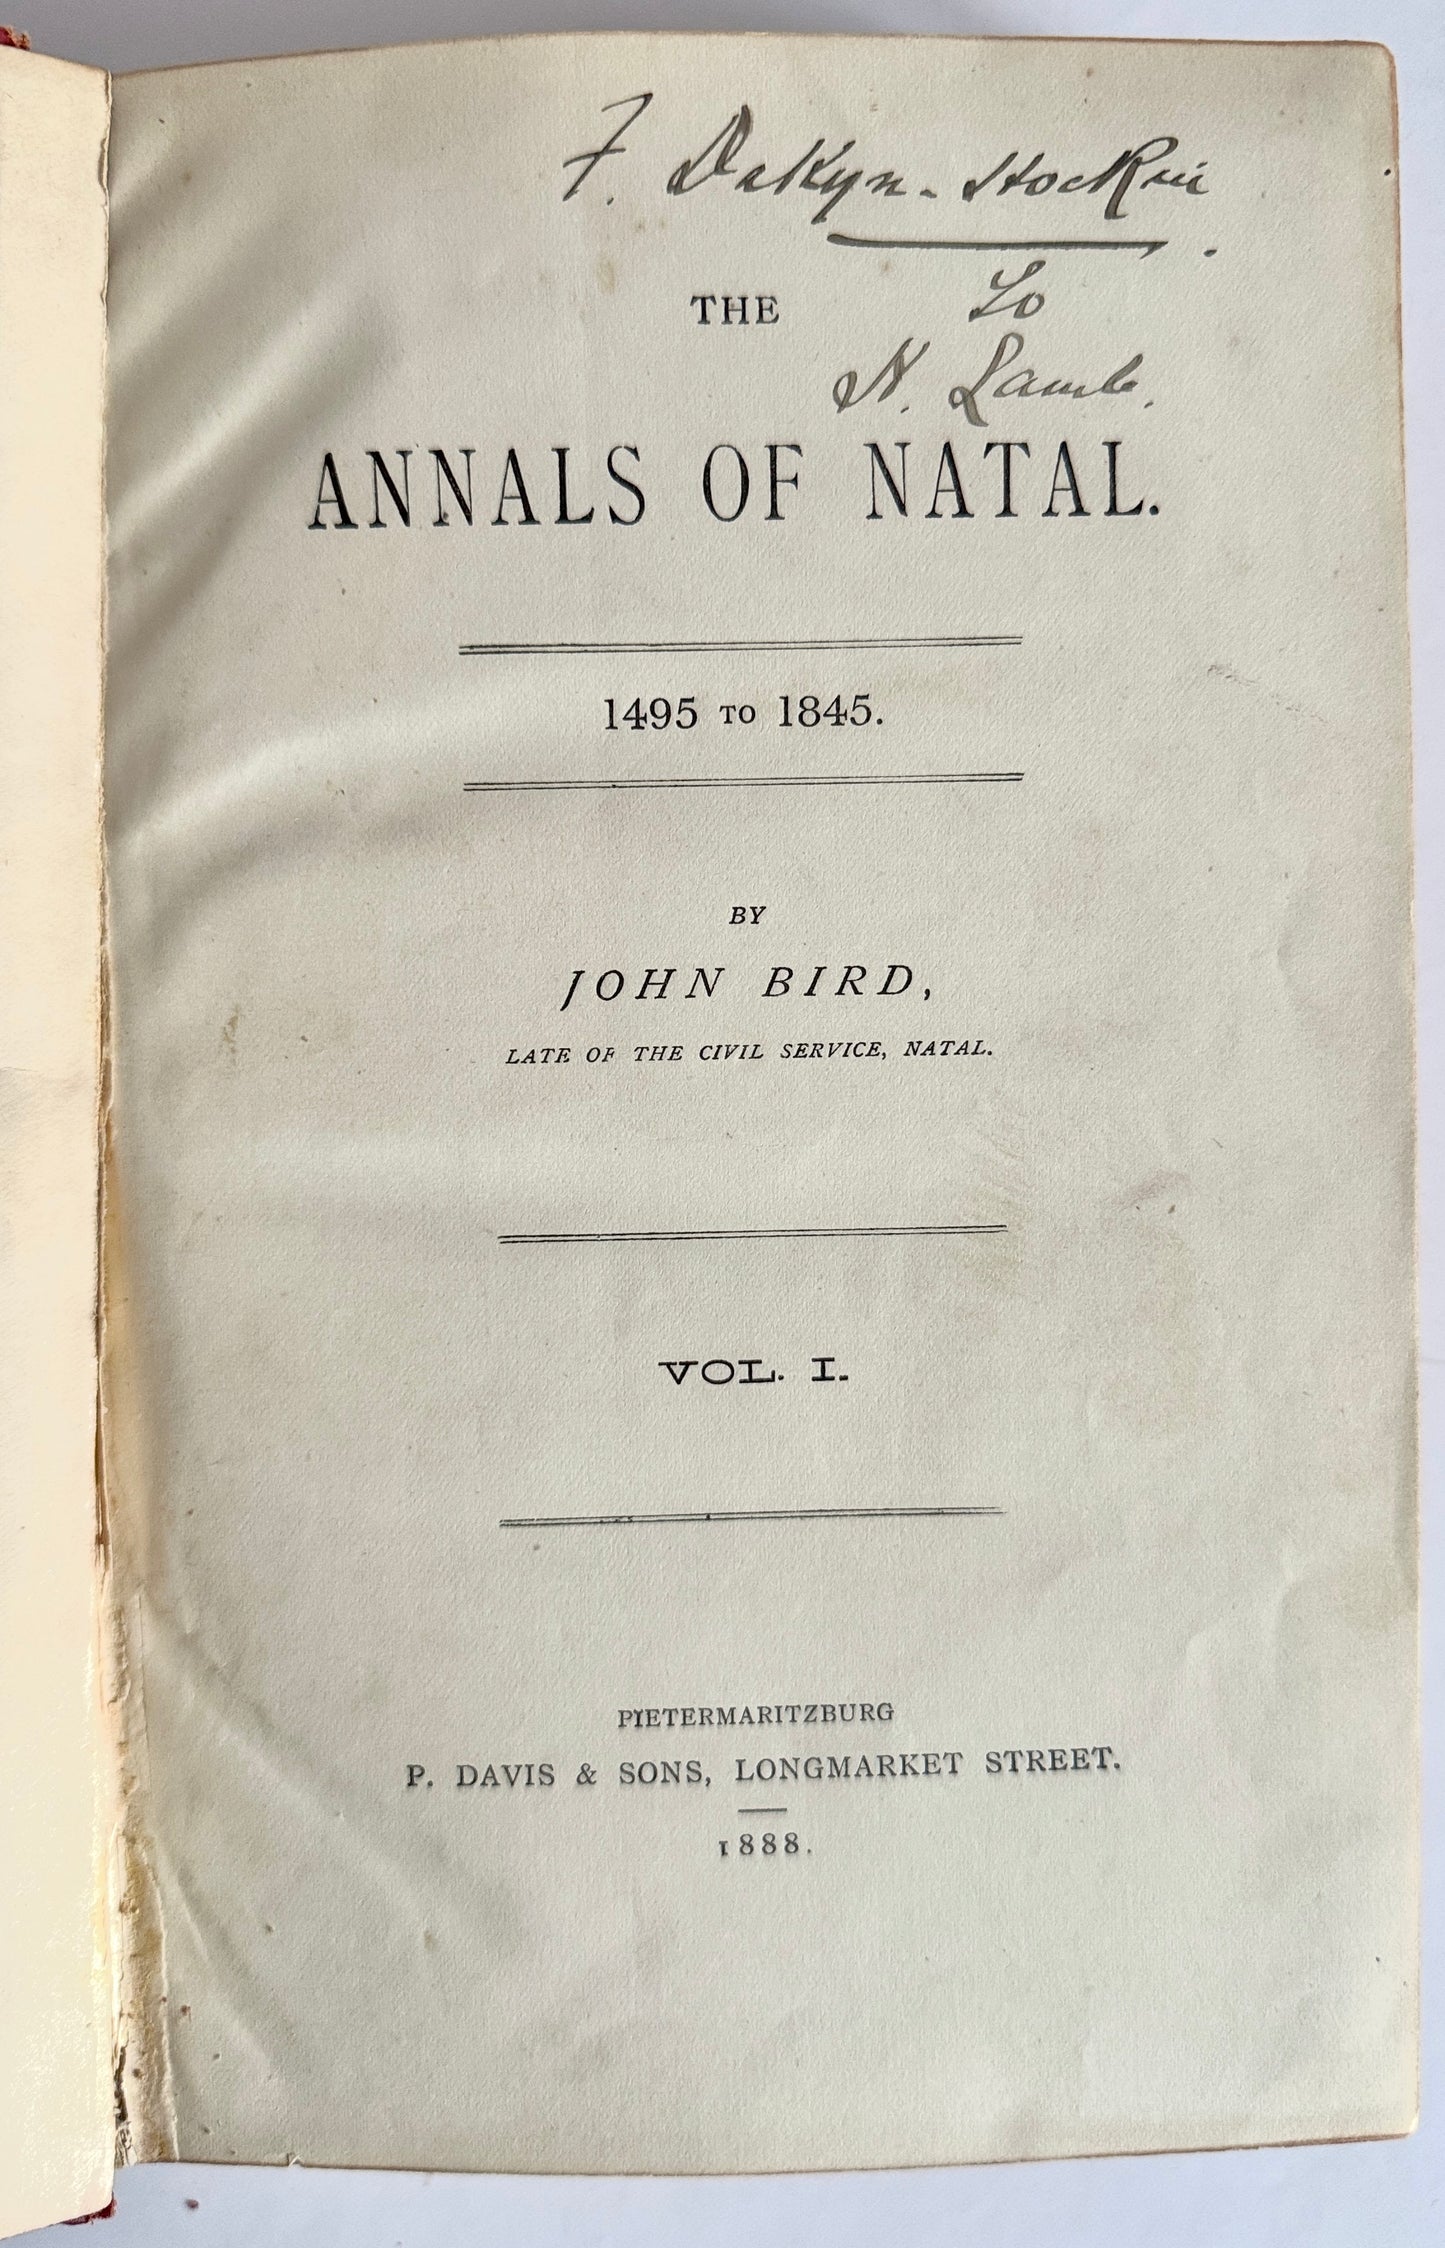 F. Dakyn-Hockin
To
N. Lamb.
THE
ANNALS OF NATAL.
1495 TO 1845.
BY
JOHN BIRD,
LATE OF THE CIVIL SERVICE, NATAL.
VOL. I.
PIETERMARITZBURG
P. DAVIS & SONS, LONGMARKET STREET.
1888.